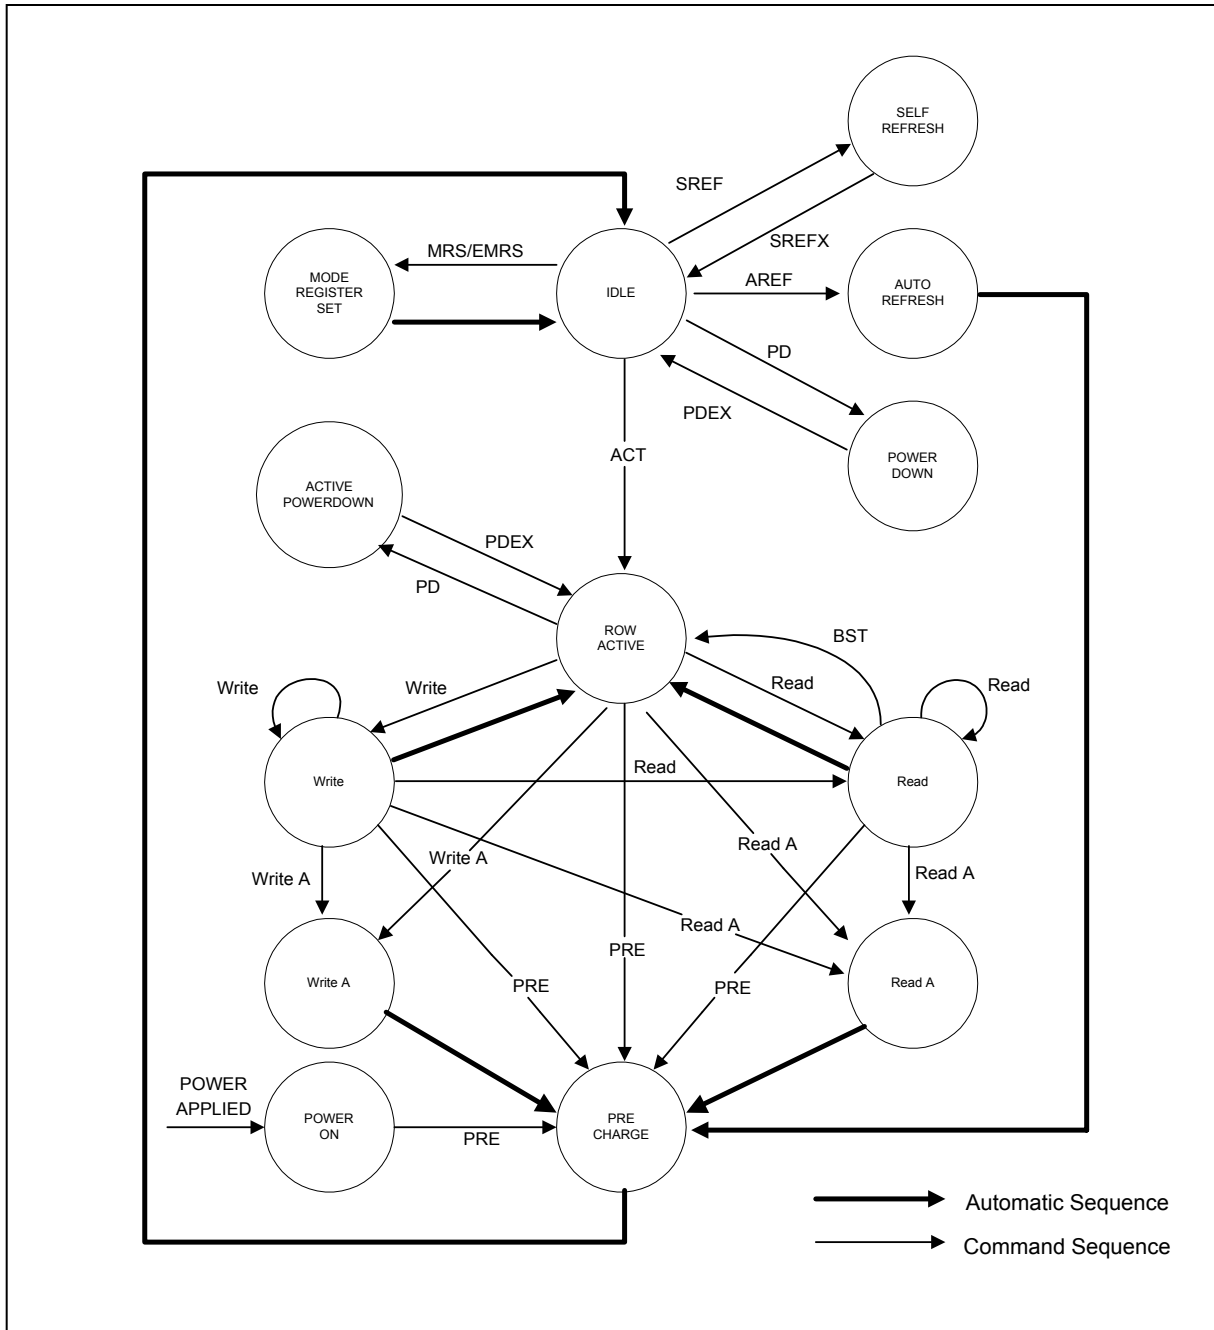 SELF
REFRESH
SREF
SREFX
MRS/EMRS
MODE
REGISTER
SET
IDLE
AREF
AUTO
REFRESH
PD
PDEX
POWER
DOWN
ACT
ACTIVE
POWERDOWN
PDEX
PD
ROW
ACTIVE
BST
Write
Write
Read
Read
Write
Read
Read
Write A
Write A
Read A
Read A
Read A
PRE
PRE
PRE
Write A
Read A
POWER
APPLIED
POWER
ON
PRE
PRE
CHARGE
Automatic Sequence
Command Sequence